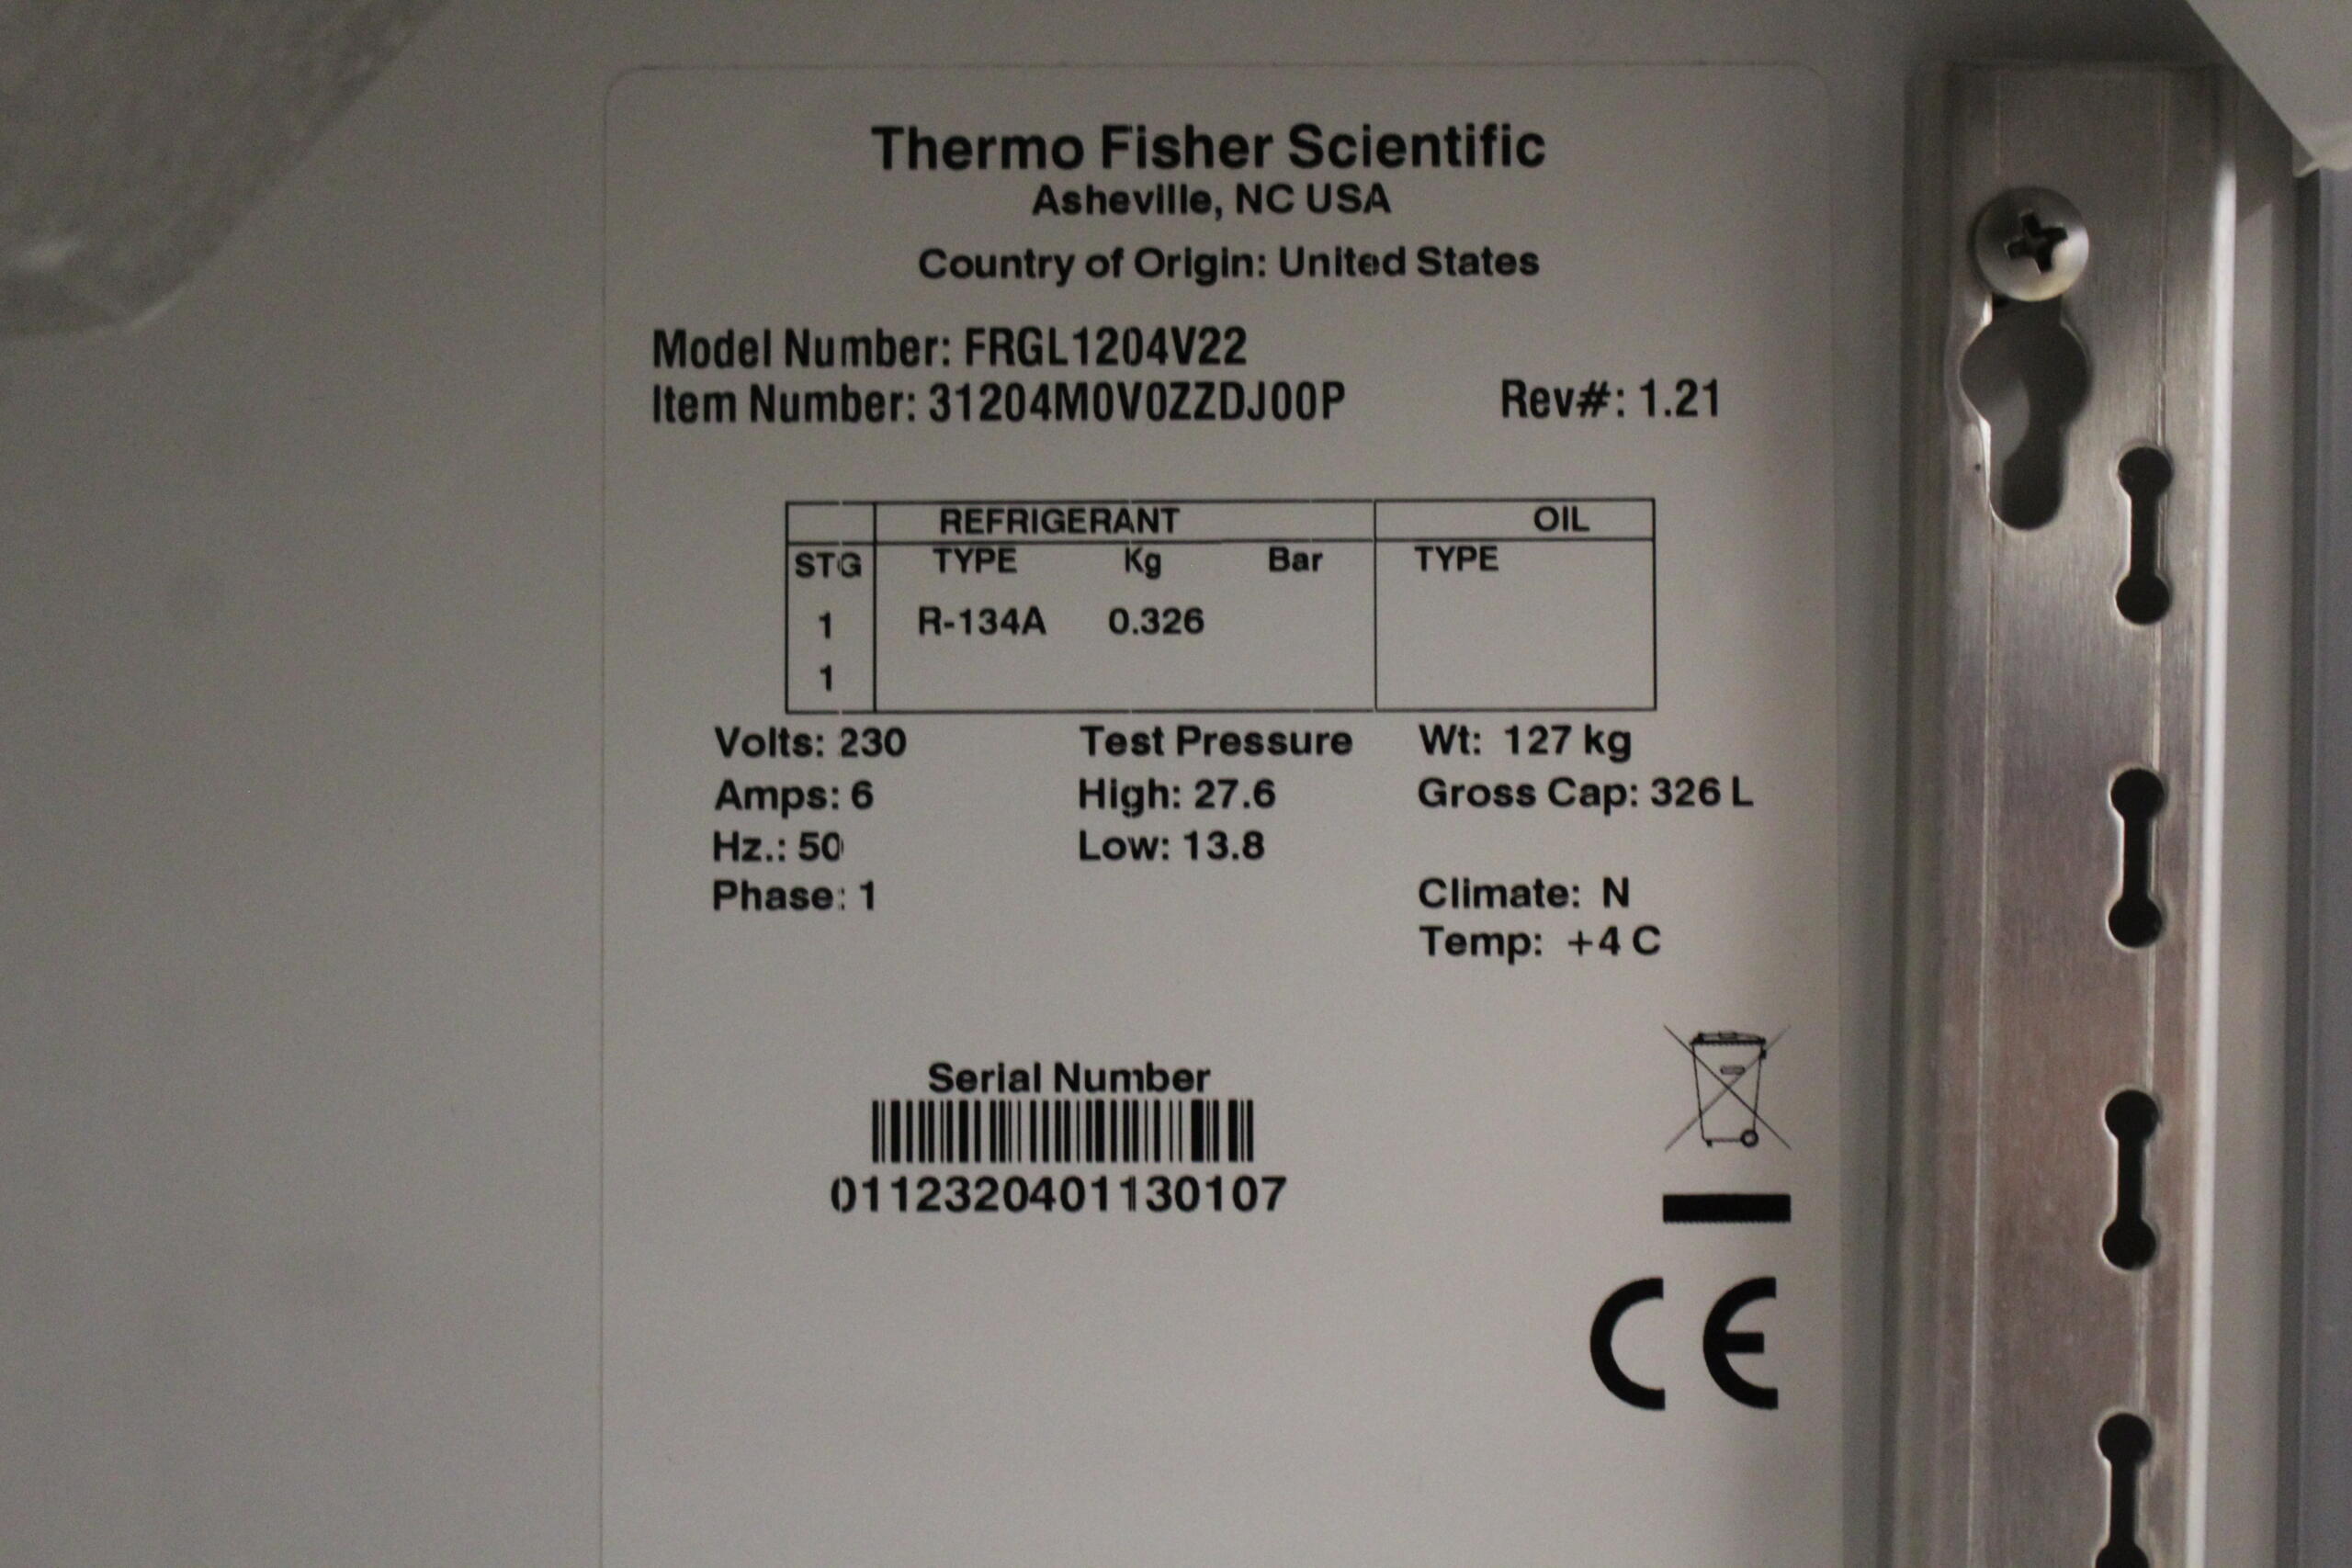 Thermo Fisher Scientific
Asheville, NC USA
Country of Origin: United States
Model Number: FRGL1204V22
Item Number: 31204M0V0ZZDJ00P Rev#: 1.21
REFRIGERANT OIL
STG TYPE Kg Bar TYPE
1 R-134A 0.326
1
Volts: 230 Test Pressure Wt: 127 kg
Amps: 6 High: 27.6 Gross Cap: 326 L
Hz.: 50 Low: 13.8
Phase: 1 Climate: N
Temp: +4 C
Serial Number
0112320401130107
CE